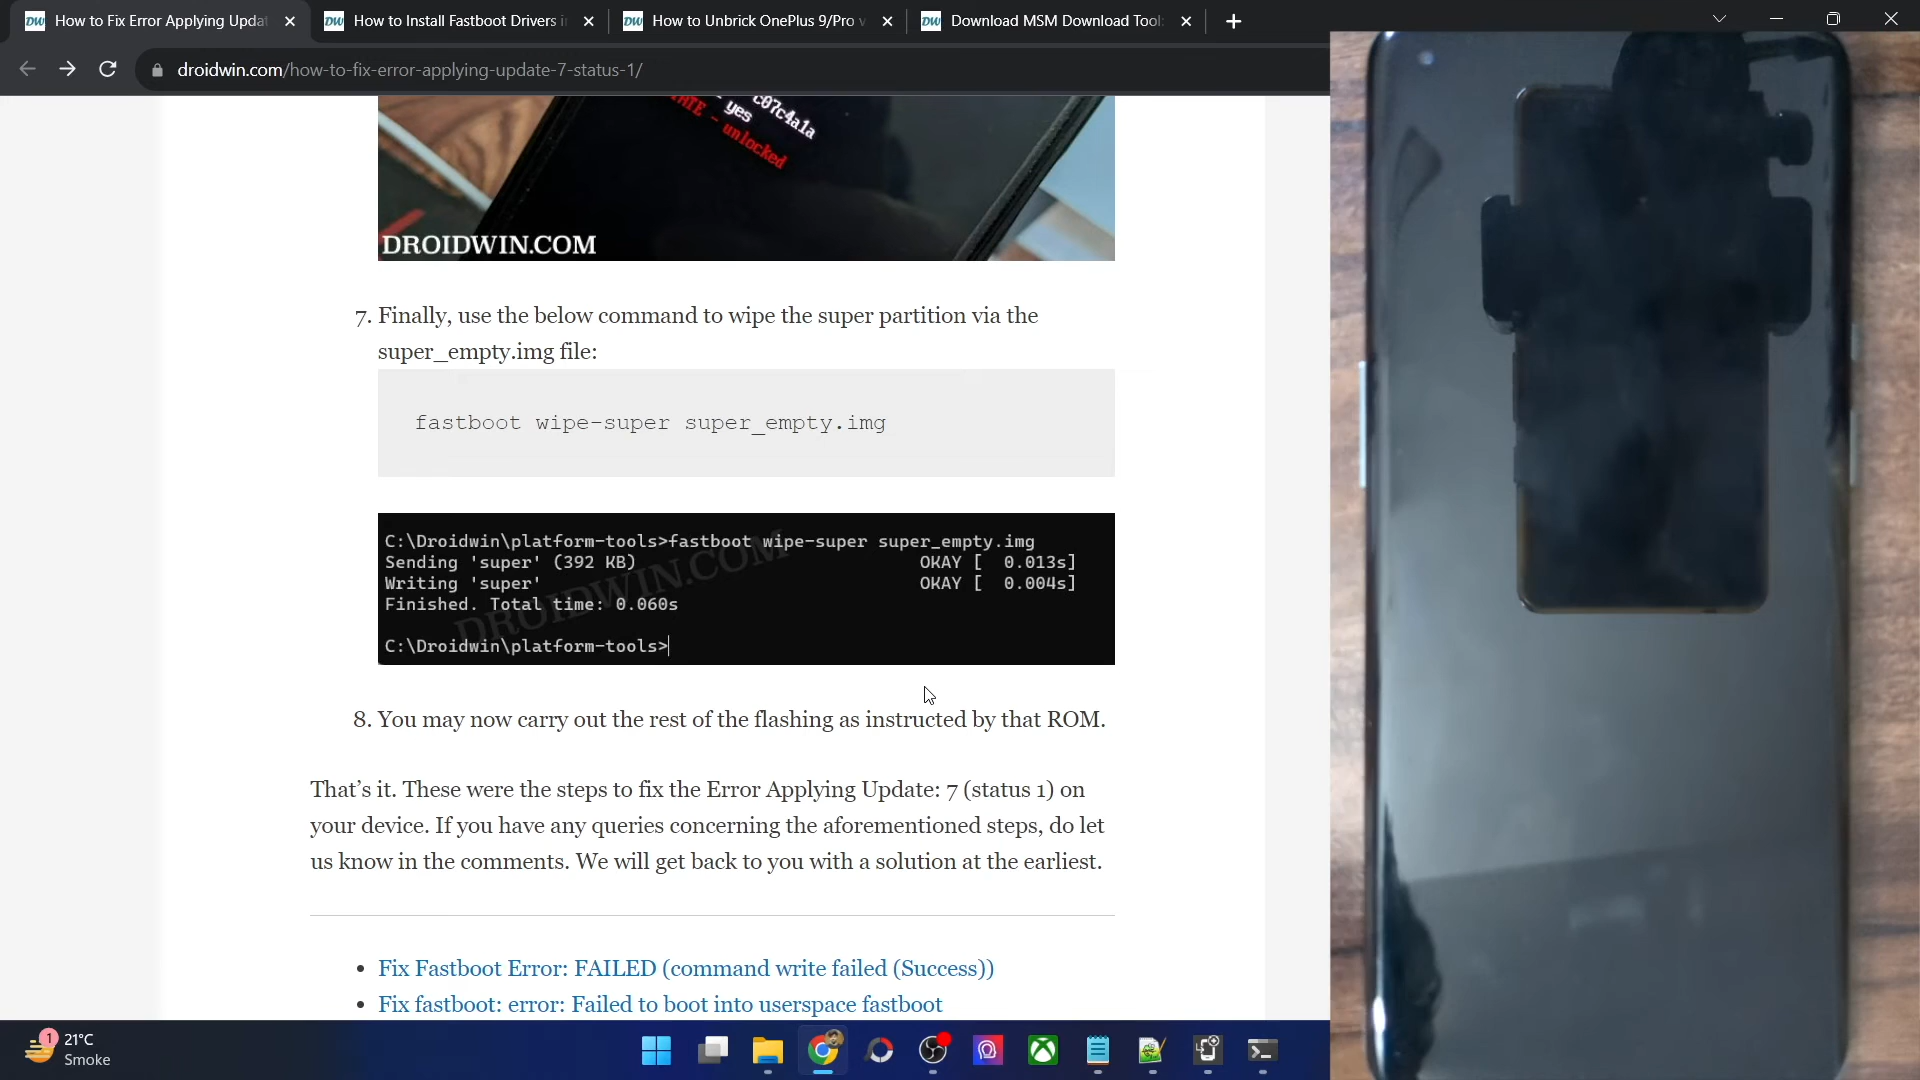 How to Fix Error Applying Upda
How to Install Fastboot Drivers i
How to Unbrick OnePlus 9/Pro v
Download MSM Download Tool
droidwin.com/how-to-fix-error-applying-update-7-status-1/
c07c4a1a
yes
STATE - unlocked
DROIDWIN.COM
7. Finally, use the below command to wipe the super partition via the
super_empty.img file:
fastboot wipe-super super_empty.img
C:\Droidwin\platform-tools>fastboot wipe-super super_empty.img
Sending 'super' (392 KB) OKAY [ 0.013s]
Writing 'super' OKAY [ 0.004s]
Finished. Total time: 0.060s
C:\Droidwin\platform-tools>
DROIDWIN.COM
8. You may now carry out the rest of the flashing as instructed by that ROM.
That's it. These were the steps to fix the Error Applying Update: 7 (status 1) on
your device. If you have any queries concerning the aforementioned steps, do let
us know in the comments. We will get back to you with a solution at the earliest.
• Fix Fastboot Error: FAILED (command write failed (Success))
• Fix fastboot: error: Failed to boot into userspace fastboot
1
21°C
Smoke